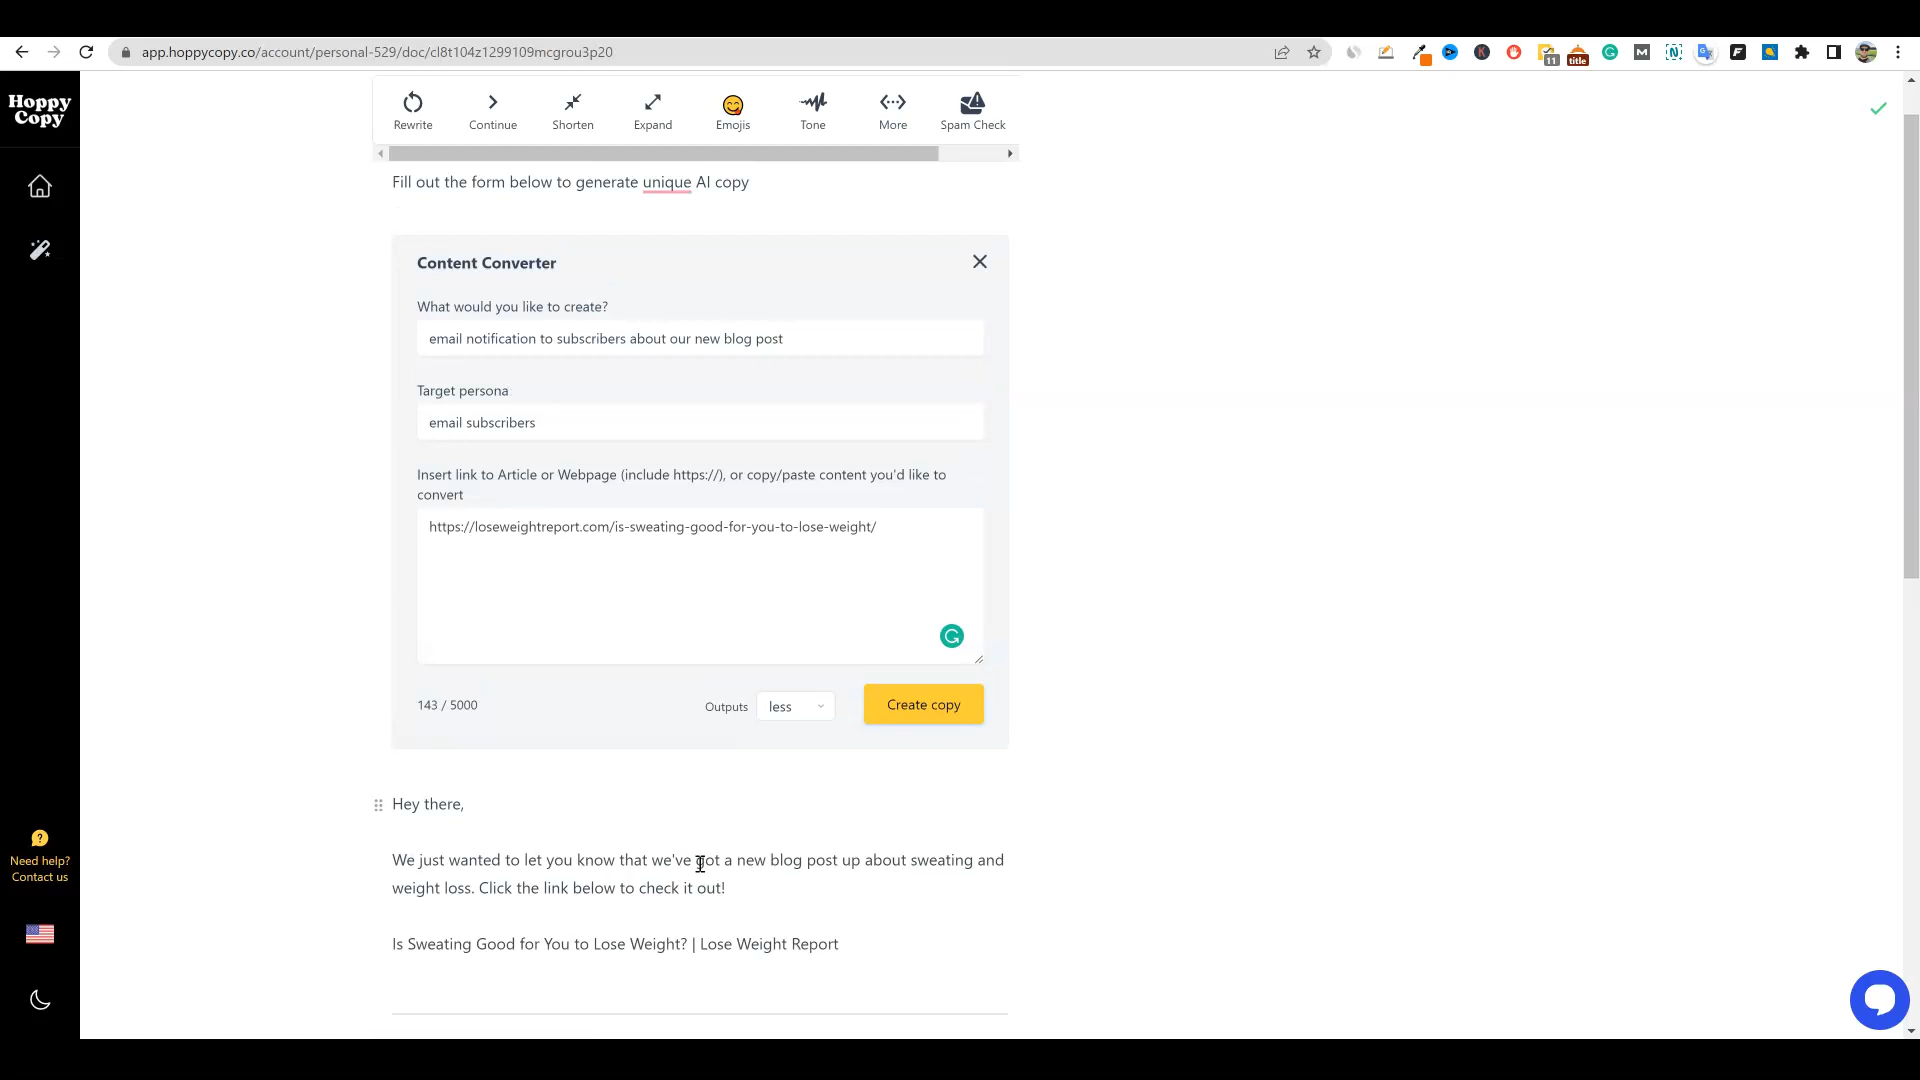 app.hoppycopy.co/account/personal-529/doc/cl8t104z1299109mcgrou3p20
11
title
Hoppy
Copy
Rewrite
Continue
Shorten
Expand
Emojis
Tone
More
Spam Check
Fill out the form below to generate unique AI copy
Content Converter
What would you like to create?
email notification to subscribers about our new blog post
Target persona
email subscribers
Insert link to Article or Webpage (include https://), or copy/paste content you'd like to
convert
https://loseweightreport.com/is-sweating-good-for-you-to-lose-weight/
143 / 5000
Outputs
less
Create copy
Hey there,
We just wanted to let you know that we've got a new blog post up about sweating and
weight loss. Click the link below to check it out!
Is Sweating Good for You to Lose Weight? | Lose Weight Report
Need help?
Contact us